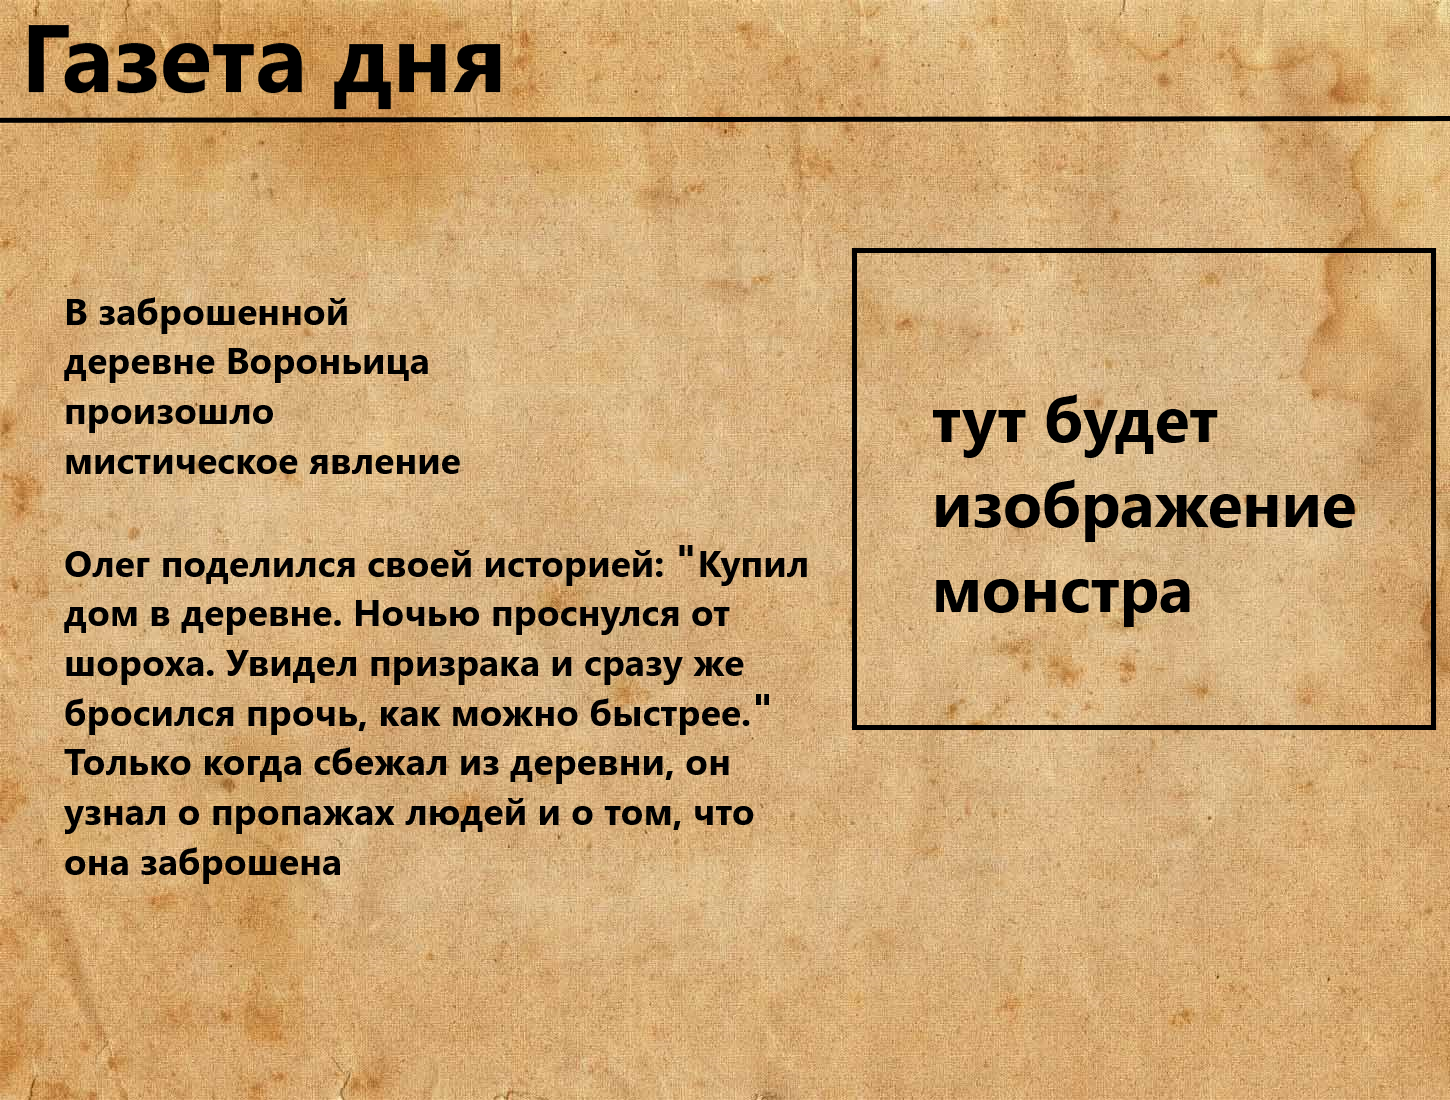 Газета дня
В заброшенной
деревне Вороньица
произошло
мистическое явление
Олег поделился своей историей: "Купил
дом в деревне. Ночью проснулся от
шороха. Увидел призрака и сразу же
бросился прочь, как можно быстрее."
Только когда сбежал из деревни, он
узнал о пропажах людей и о том, что
она заброшена
тут будет
изображение
монстра